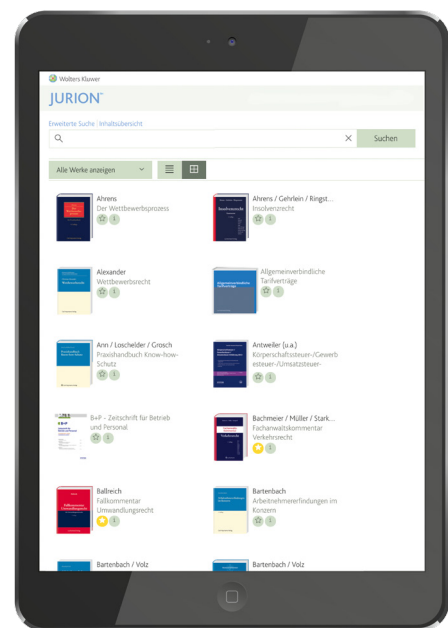 Wolters Kluwer
JURION™
Erweiterte Suche | Inhaltsübersicht
Suchen
Alle Werke anzeigen
Ahrens
Der Wettbewerbsprozess
Ahrens / Gehrlein / Ringst...
Insolvenzrecht
Alexander
Wettbewerbsrecht
Allgemeinverbindliche
Tarifverträge
Ann / Loschelder / Grosch
Praxishandbuch Know-how-
Schutz
Antweiler (u.a.)
Körperschaftsteuer-/Gewerb
esteuer-/Umsatzsteuer-
B+P - Zeitschrift für Betrieb
und Personal
Bachmeier / Müller / Stark...
Fachanwaltskommentar
Verkehrsrecht
Ballreich
Fallkommentar
Umwandlungsrecht
Bartenbach
Arbeitnehmererfindungen im
Konzern
Bartenbach / Volz
Bartenbach / Volz